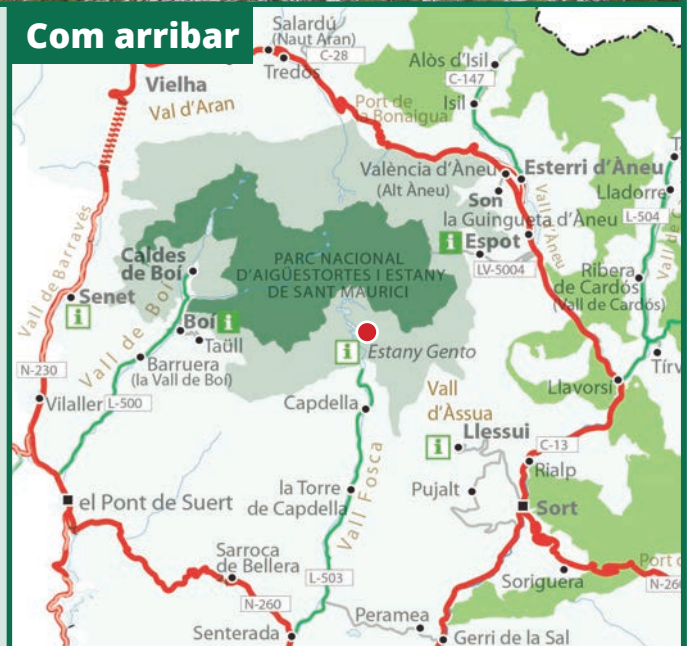 Com arribar
Salardú
(Naut Aran)
C-28
Tredòs
Alòs d'Isil
C-147
Isil
Vielha
Val d'Aran
Port de
la Bonaigua
València d'Àneu
(Alt Àneu)
Esterri d'Àneu
Son
Lladorre
la Guingueta d'Àneu
L-504
Vall d'Àneu
i Espot
LV-5004
Caldes
de Boí
PARC NACIONAL
D'AIGÜESTORTES I ESTANY
DE SANT MAURICI
Ribera
de Cardós
(Vall de Cardós)
Vall de Barravés
Senet
i
Vall de Boí
Boí i
Taüll
i Estany Gento
Barruera
(la Vall de Boí)
N-230
Vilaller
L-500
Capdella
Vall
d'Àssua
Llavorsí
i Llessui
C-13
Rialp
la Torre
de Capdella
Vall Fosca
Pujalt
Sort
el Pont de Suert
Sarroca
de Bellera
L-503
Soriguera
N-260
Senterada
Peramea
Gerri de la Sal